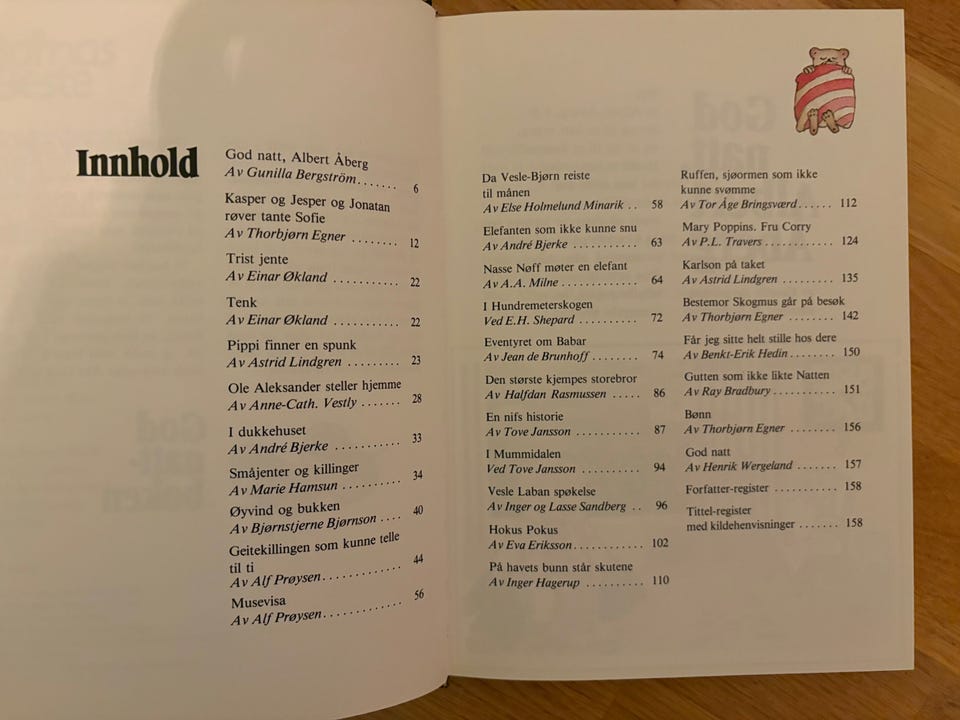 Innhold
God natt, Albert Åberg
Av Gunilla Bergström....... 6
Kasper og Jesper og Jonatan
røver tante Sofie
Av Thorbjørn Egner ........ 12
Trist jente
Av Einar Økland ........... 22
Tenk
Av Einar Økland ........... 22
Pippi finner en spunk
Av Astrid Lindgren ......... 23
Ole Aleksander steller hjemme
Av Anne-Cath. Vestly ....... 28
I dukkehuset
Av André Bjerke ........... 33
Småjenter og killinger
Av Marie Hamsun .......... 34
Øyvind og bukken
Av Bjørnstjerne Bjørnson .... 40
Geitekillingen som kunne telle
til ti
Av Alf Prøysen............. 44
Musevisa
Av Alf Prøysen............. 56
Da Vesle-Bjørn reiste
til månen
Av Else Holmelund Minarik .. 58
Elefanten som ikke kunne snu
Av André Bjerke ........... 63
Nasse Nøff møter en elefant
Av A.A. Milne ............. 64
I Hundremeterskogen
Ved E.H. Shepard .......... 72
Eventyret om Babar
Av Jean de Brunhoff ........ 74
Den største kjempes storebror
Av Halfdan Rasmussen ..... 86
En nifs historie
Av Tove Jansson ........... 87
I Mummidalen
Ved Tove Jansson .......... 94
Vesle Laban spøkelse
Av Inger og Lasse Sandberg .. 96
Hokus Pokus
Av Eva Eriksson............ 102
På havets bunn står skutene
Av Inger Hagerup .......... 110
Ruffen, sjøormen som ikke
kunne svømme
Av Tor Åge Bringsværd...... 112
Mary Poppins. Fru Corry
Av P.L. Travers ............ 124
Karlson på taket
Av Astrid Lindgren ......... 135
Bestemor Skogmus går på besøk
Av Thorbjørn Egner ........ 142
Får jeg sitte helt stille hos dere
Av Benkt-Erik Hedin ........ 150
Gutten som ikke likte Natten
Av Ray Bradbury ........... 151
Bønn
Av Thorbjørn Egner ........ 156
God natt
Av Henrik Wergeland ....... 157
Forfatter-register ........... 158
Tittel-register
med kildehenvisninger ....... 158